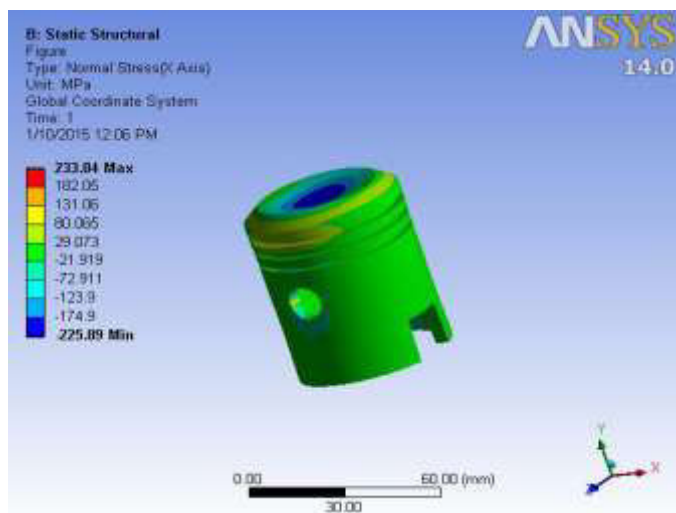 B: Static Structural
Figure
Type: Normal Stress(X Axis)
Unit: MPa
Global Coordinate System
Time: 1
1/10/2015 12:06 PM
ANSYS
14.0
233.84 Max
182.05
131.06
80.065
29.073
-21.919
-72.911
-123.9
-174.9
-225.89 Min
0.00
60.00 (mm)
30.00
Y
X